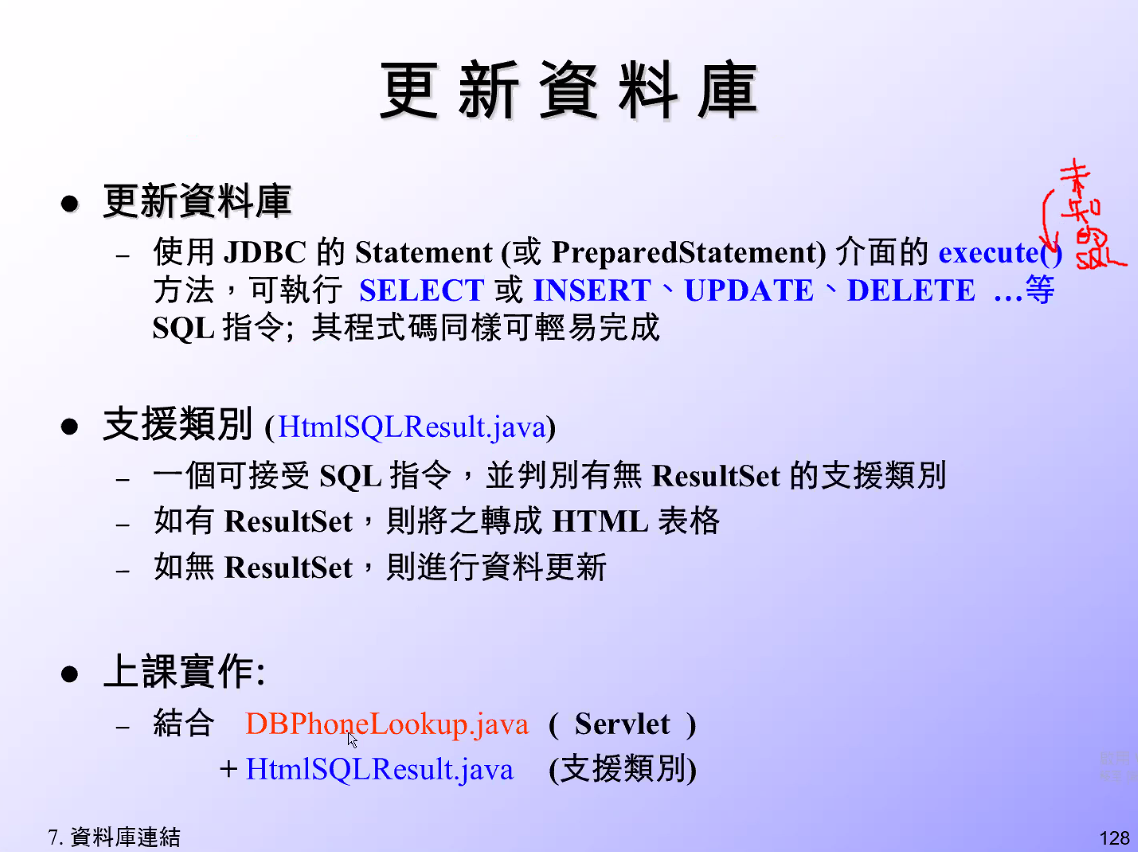 更新資料庫
● 更新資料庫
– 使用 JDBC 的 Statement (或 PreparedStatement) 介面的 execute()
方法，可執行 SELECT 或 INSERT、UPDATE、DELETE …等
SQL 指令; 其程式碼同樣可輕易完成
未
知
的
SQL
● 支援類別 (HtmlSQLResult.java)
– 一個可接受 SQL 指令，並判別有無 ResultSet 的支援類別
– 如有 ResultSet，則將之轉成 HTML 表格
– 如無 ResultSet，則進行資料更新
● 上課實作:
– 結合 DBPhoneLookup.java ( Servlet )
+ HtmlSQLResult.java (支援類別)
7. 資料庫連結
128